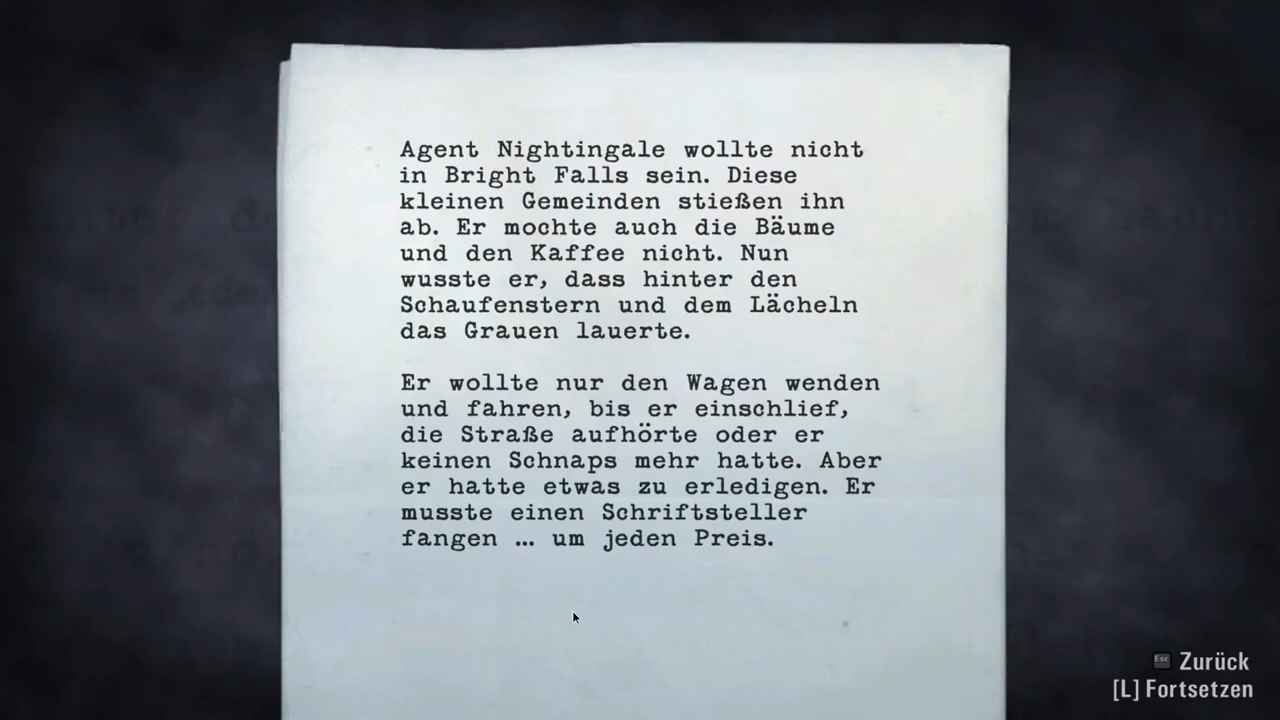 Agent Nightingale wollte nicht
in Bright Falls sein. Diese
kleinen Gemeinden stießen ihn
ab. Er mochte auch die Bäume
und den Kaffee nicht. Nun
wusste er, dass hinter den
Schaufenstern und dem Lächeln
das Grauen lauerte.
Er wollte nur den Wagen wenden
und fahren, bis er einschlief,
die Straße aufhörte oder er
keinen Schnaps mehr hatte. Aber
er hatte etwas zu erledigen. Er
musste einen Schriftsteller
fangen … um jeden Preis.
Esc Zurück
[L] Fortsetzen